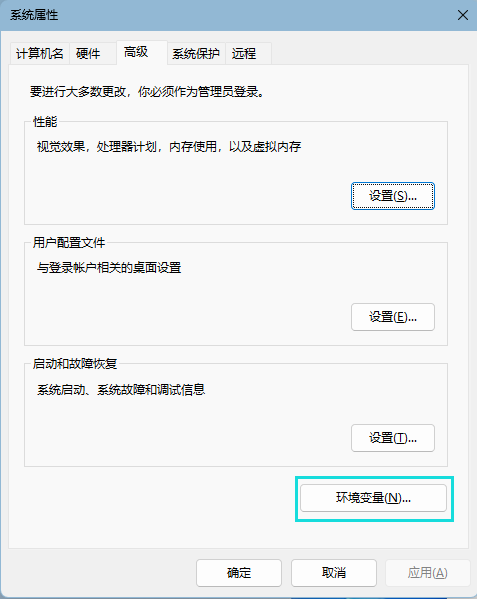 系统属性
计算机名 硬件 高级 系统保护 远程
要进行大多数更改，你必须作为管理员登录。
性能
视觉效果，处理器计划，内存使用，以及虚拟内存
设置(S)...
用户配置文件
与登录帐户相关的桌面设置
设置(E)...
启动和故障恢复
系统启动、系统故障和调试信息
设置(T)...
环境变量(N)...
确定 取消 应用(A)